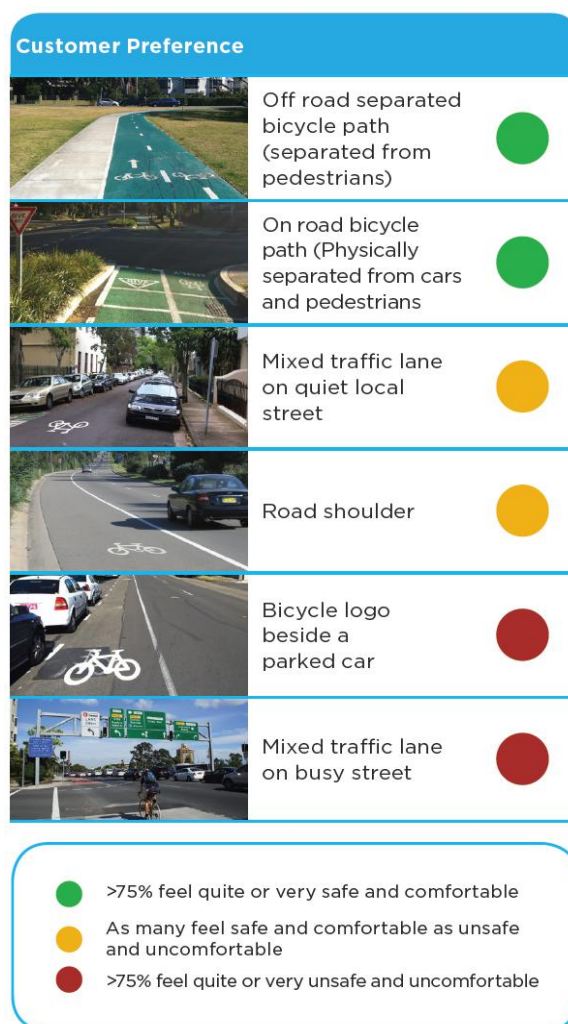 Customer Preference
Off road separated
bicycle path
(separated from
pedestrians)
On road bicycle
path (Physically
separated from cars
and pedestrians
Mixed traffic lane
on quiet local
street
Road shoulder
Bicycle logo
beside a
parked car
Mixed traffic lane
on busy street
>75% feel quite or very safe and comfortable
As many feel safe and comfortable as unsafe
and uncomfortable
>75% feel quite or very unsafe and uncomfortable